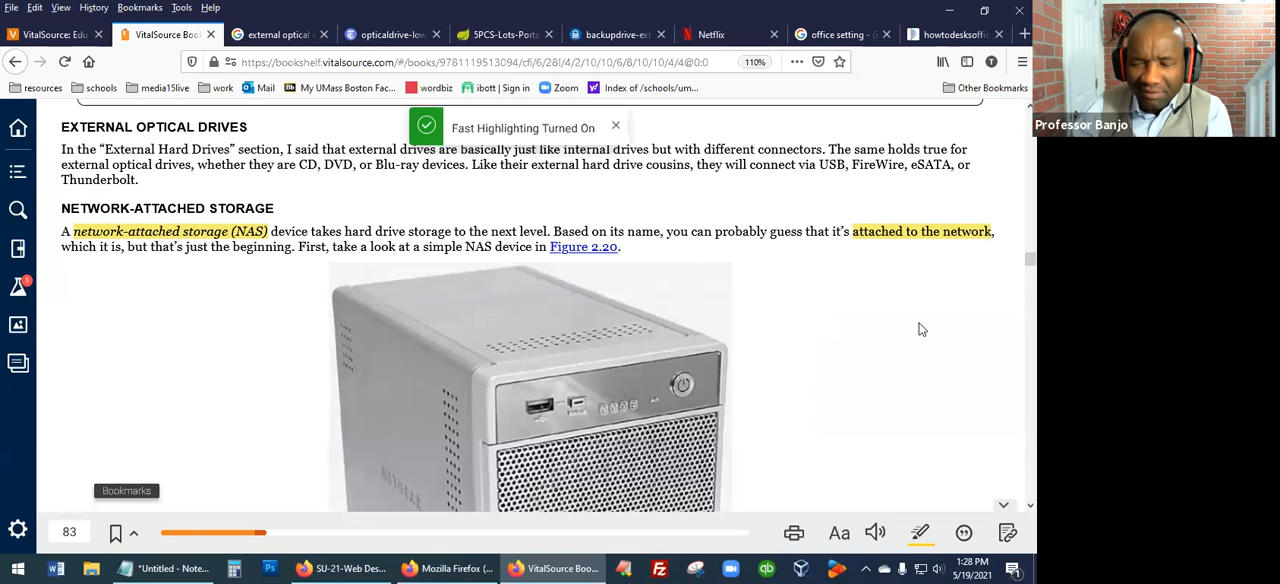 File Edit View History Bookmarks Tools Help
VitalSource: Edu
VitalSource Boo
external optical
opticaldrive-low
5PCS-Lots-Porta
backupdrive-ext
Netflix
office setting - G
howtodesksoffic
https://bookshelf.vitalsource.com/#/books/9781119513094/cfi/6/28!/4/2/10/10/6/8/10/10/4/4@0:0
110%
resources
schools
media15live
work
Mail
My UMass Boston Fac...
wordbiz
ibott | Sign in
Zoom
Index of /schools/um...
Other Bookmarks
Professor Banjo
Fast Highlighting Turned On
EXTERNAL OPTICAL DRIVES
In the “External Hard Drives” section, I said that external drives are basically just like internal drives but with different connectors. The same holds true for
external optical drives, whether they are CD, DVD, or Blu-ray devices. Like their external hard drive cousins, they will connect via USB, FireWire, eSATA, or
Thunderbolt.
NETWORK-ATTACHED STORAGE
A network-attached storage (NAS) device takes hard drive storage to the next level. Based on its name, you can probably guess that it’s attached to the network,
which it is, but that’s just the beginning. First, take a look at a simple NAS device in Figure 2.20.
NETGEAR
Bookmarks
83
Aa
"Untitled - Note...
SU-21-Web Des...
Mozilla Firefox (...
VitalSource Boo...
1:28 PM
5/19/2021